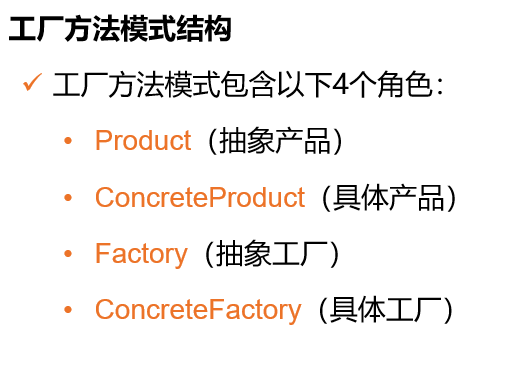 工厂方法模式结构
✓ 工厂方法模式包含以下4个角色：
• Product（抽象产品）
• ConcreteProduct（具体产品）
• Factory（抽象工厂）
• ConcreteFactory（具体工厂）